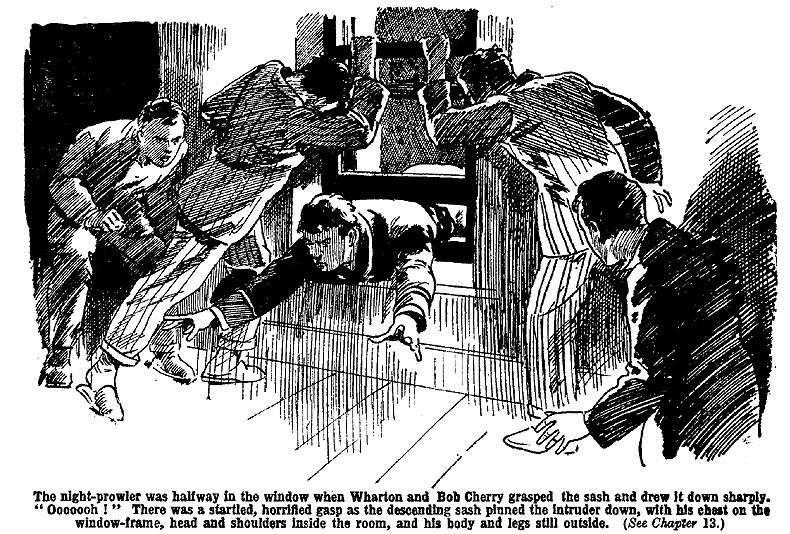 The night-prowler was halfway in the window when Wharton and Bob Cherry grasped the sash and drew it down sharply.
"Ooooooh!" There was a startled, horrified gasp as the descending sash pinned the intruder down, with his chest on the
window-frame, head and shoulders inside the room, and his body and legs still outside. (See Chapter 13.)